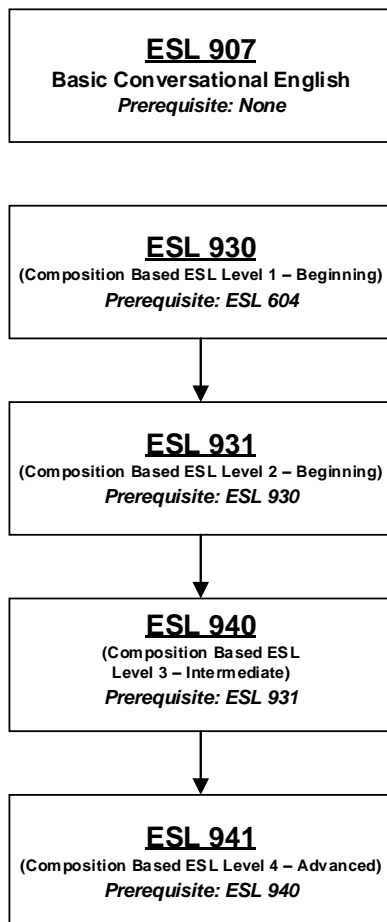 ESL 907
Basic Conversational English
Prerequisite: None
ESL 930
(Composition Based ESL Level 1 – Beginning)
Prerequisite: ESL 604
ESL 931
(Composition Based ESL Level 2 – Beginning)
Prerequisite: ESL 930
ESL 940
(Composition Based ESL
Level 3 – Intermediate)
Prerequisite: ESL 931
ESL 941
(Composition Based ESL Level 4 – Advanced)
Prerequisite: ESL 940